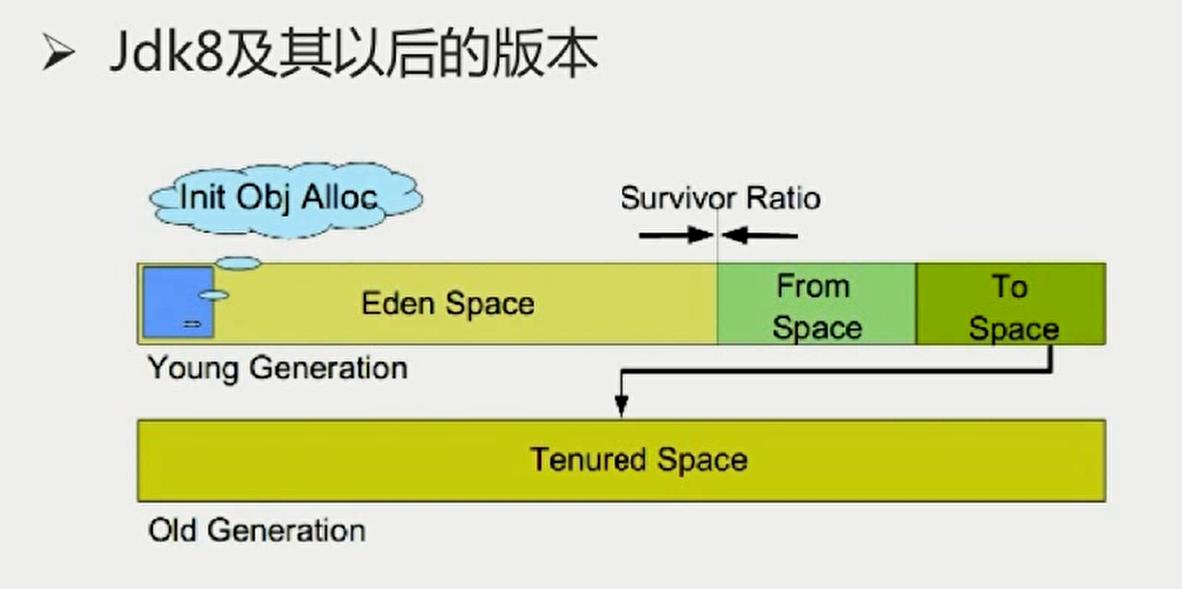 Jdk8及其以后的版本
Init Obj Alloc
Survivor Ratio
Eden Space
From
Space
To
Space
Young Generation
Tenured Space
Old Generation